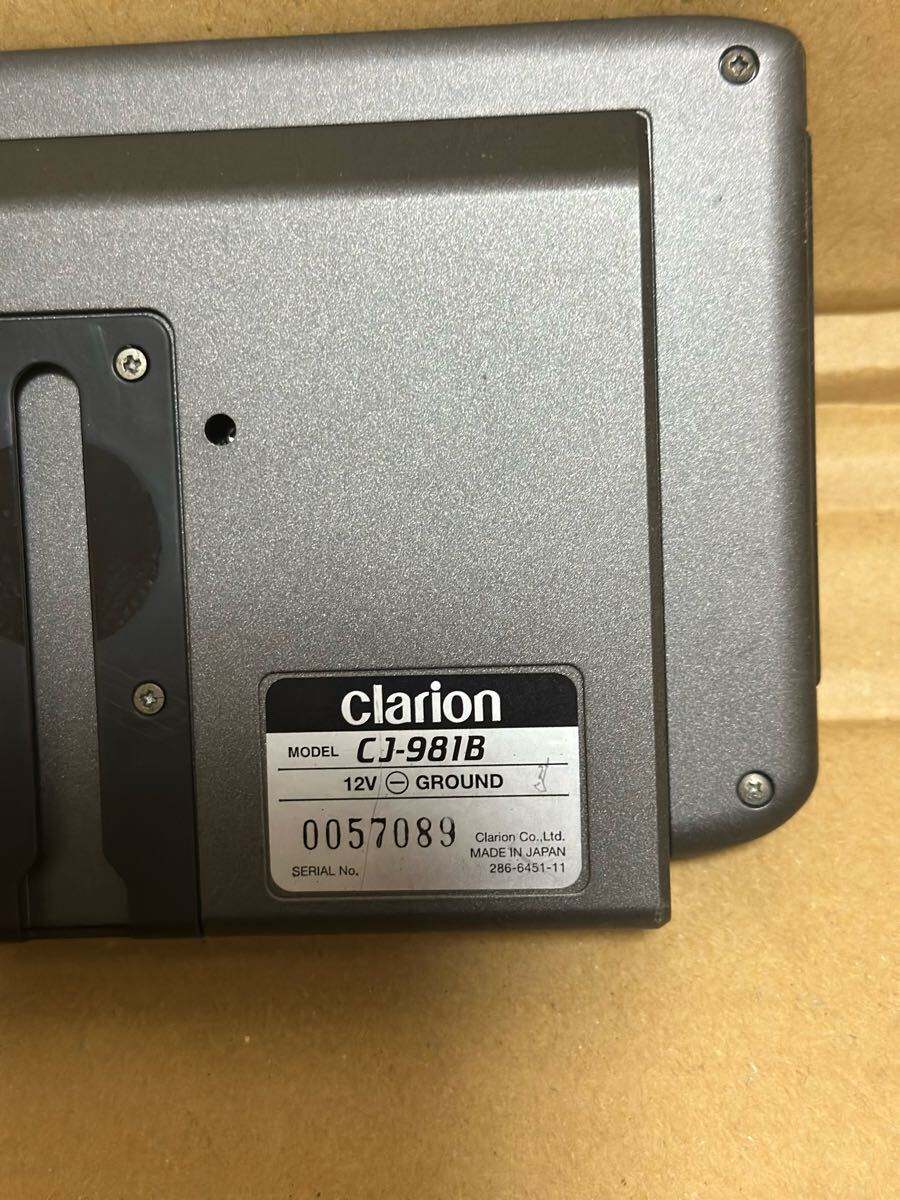 clarion
MODEL CJ-981B
12V ⊖ GROUND
0057089
SERIAL No.
Clarion Co.,Ltd.
MADE IN JAPAN
286-6451-11